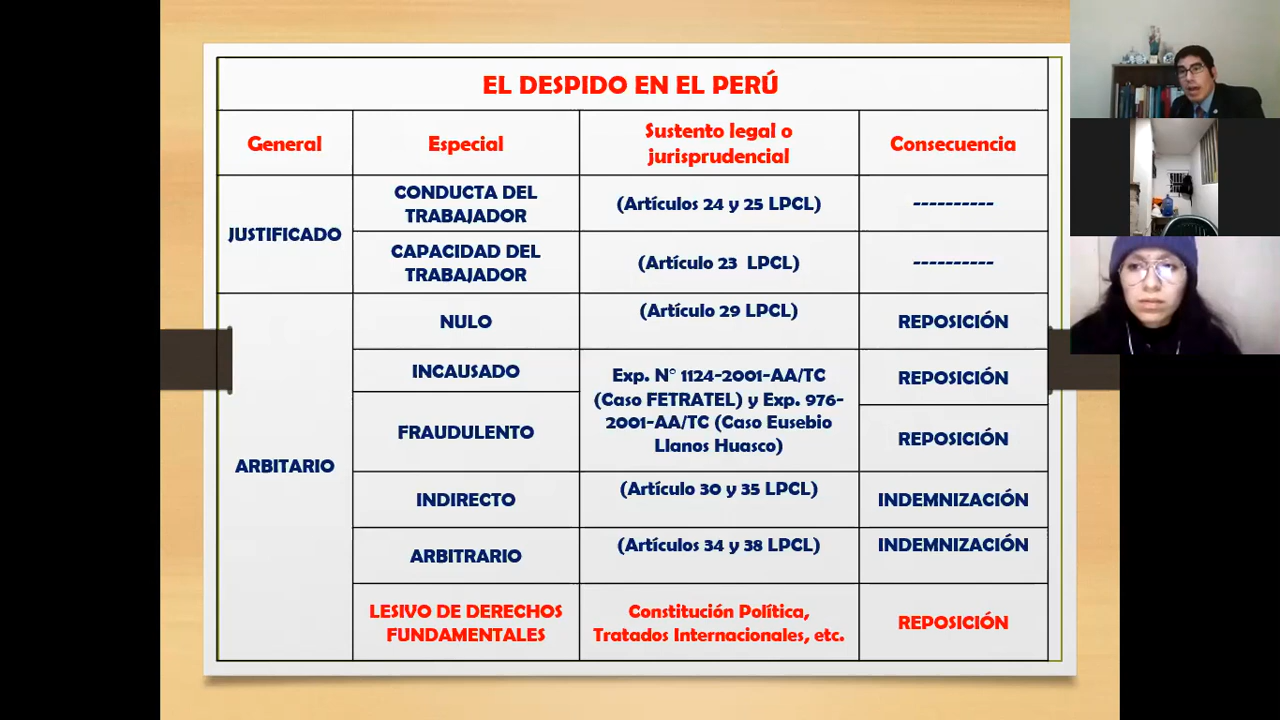 EL DESPIDO EN EL PERÚ
General
Especial
Sustento legal o
jurisprudencial
Consecuencia
JUSTIFICADO
CONDUCTA DEL
TRABAJADOR
(Artículos 24 y 25 LPCL)
----------
CAPACIDAD DEL
TRABAJADOR
(Artículo 23 LPCL)
----------
ARBITARIO
NULO
(Artículo 29 LPCL)
REPOSICIÓN
INCAUSADO
Exp. N° 1124-2001-AA/TC
(Caso FETRATEL) y Exp. 976-
2001-AA/TC (Caso Eusebio
Llanos Huasco)
REPOSICIÓN
FRAUDULENTO
REPOSICIÓN
INDIRECTO
(Artículo 30 y 35 LPCL)
INDEMNIZACIÓN
ARBITRARIO
(Artículos 34 y 38 LPCL)
INDEMNIZACIÓN
LESIVO DE DERECHOS
FUNDAMENTALES
Constitución Política,
Tratados Internacionales, etc.
REPOSICIÓN